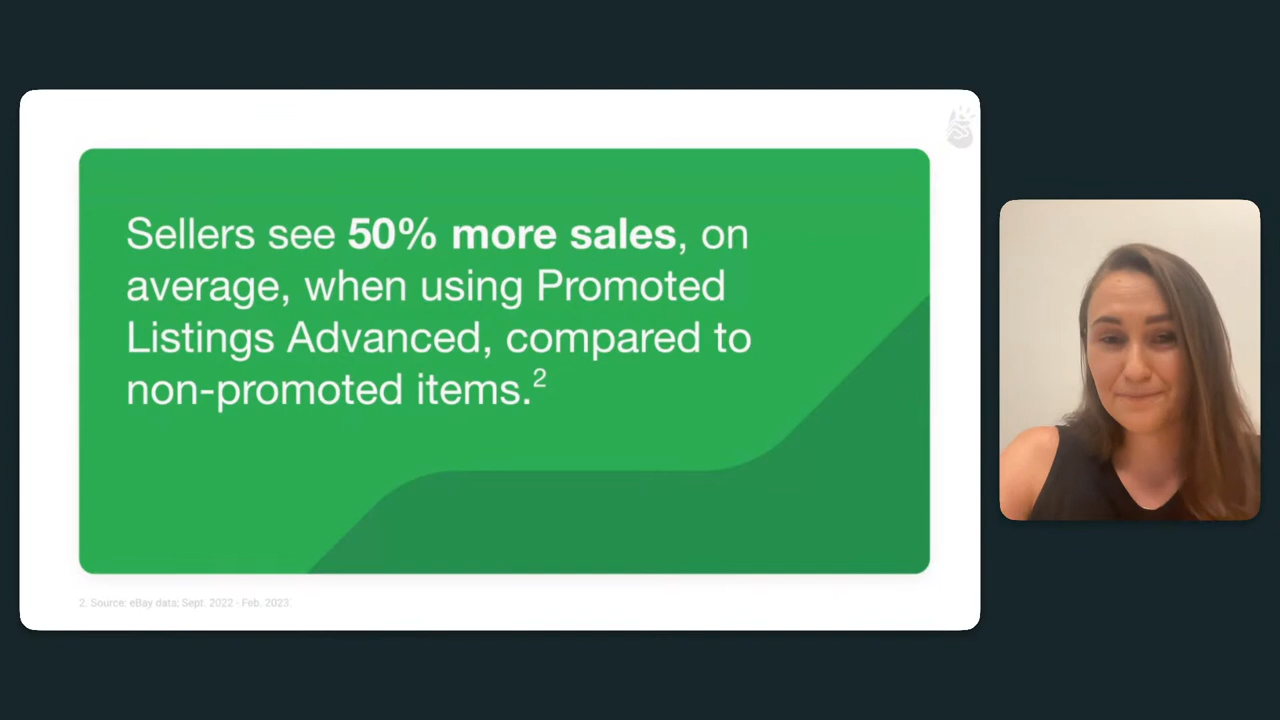 Sellers see 50% more sales, on
average, when using Promoted
Listings Advanced, compared to
non-promoted items.2
2. Source: eBay data; Sept. 2022 - Feb. 2023